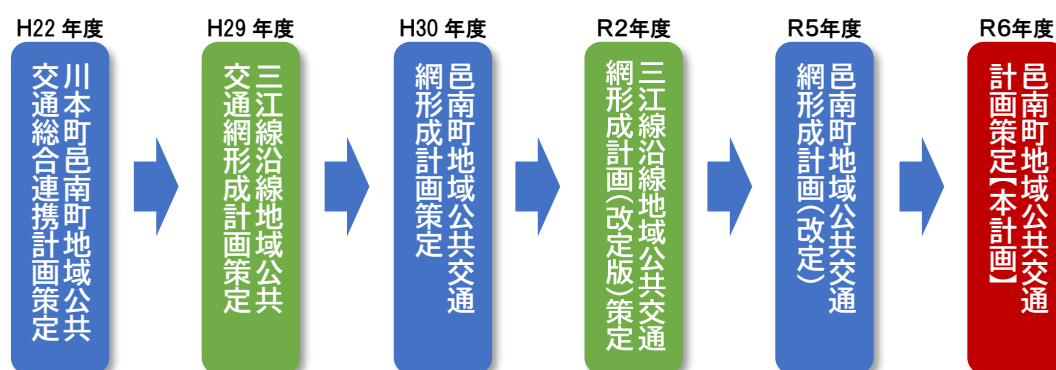 H22 年度
川本町邑南町地域公共
交通総合連携計画策定
H29 年度
三江線沿線地域公共
交通網形成計画策定
H30 年度
邑南町地域公共交通
網形成計画策定
R2年度
三江線沿線地域公共交通
網形成計画(改定版)策定
R5年度
邑南町地域公共交通
網形成計画(改定)
R6年度
邑南町地域公共交通
計画策定【本計画】